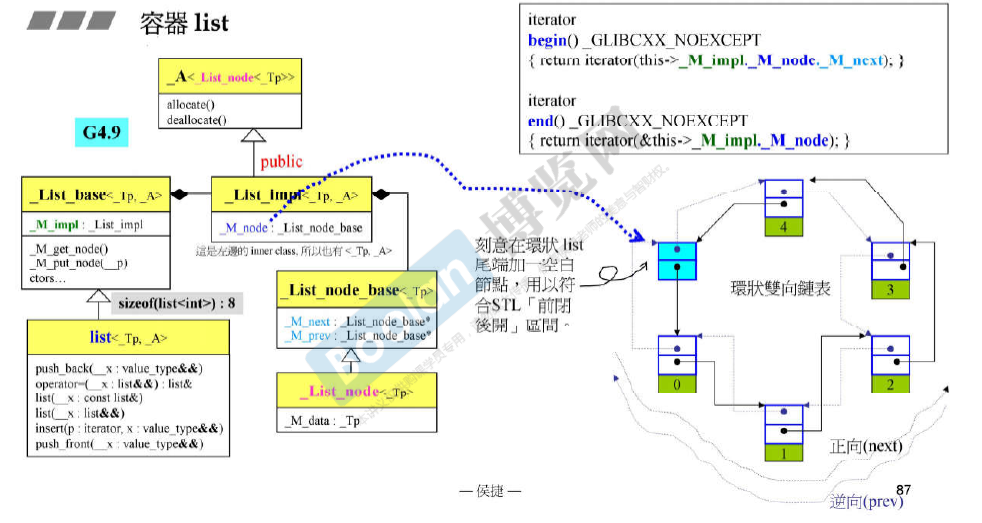 容器 list
iterator
begin() _GLIBCXX_NOEXCEPT
{ return iterator(this->_M_impl._M_node._M_next); }
iterator
end() _GLIBCXX_NOEXCEPT
{ return iterator(&this->_M_impl._M_node); }
_A<_List_node<_Tp>>
allocate()
deallocate()
G4.9
public
_List_base<_Tp, _A>
_M_impl : _List_impl
_M_get_node()
_M_put_node(__p)
ctors…
_List_impl<_Tp, _A>
_M_node : _List_node_base
這是左邊的 inner class, 所以也有 <_Tp, _A>
sizeof(list<int>) : 8
list<_Tp, _A>
push_back(__x : value_type&&)
operator=(__x : list&&) : list&
list(__x : const list&)
list(__x : list&&)
insert(p : iterator, x : value_type&&)
push_front(__x : value_type&&)
_List_node_base<_Tp>
_M_next : _List_node_base*
_M_prev : _List_node_base*
_List_node<_Tp>
_M_data : _Tp
刻意在環狀 list
尾端加一空白
節點，用以符
合STL「前閉
後開」區間。
環狀雙向鏈表
4
3
0
2
1
正向(next)
逆向(prev)
Boolan
博览网
— 侯捷 —
87